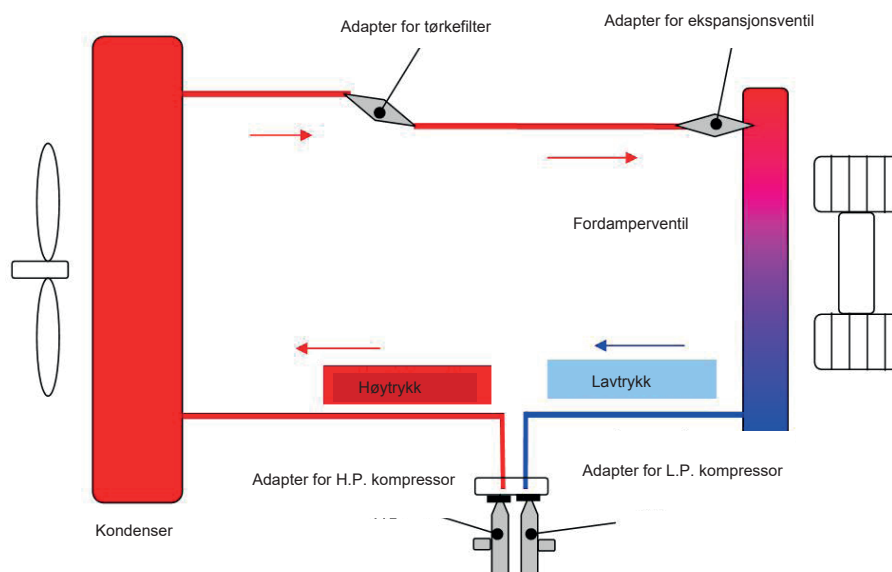 Adapter for tørkefilter
Adapter for ekspansjonsventil
Fordamperventil
Høytrykk
Lavtrykk
Adapter for H.P. kompressor
Adapter for L.P. kompressor
Kondenser